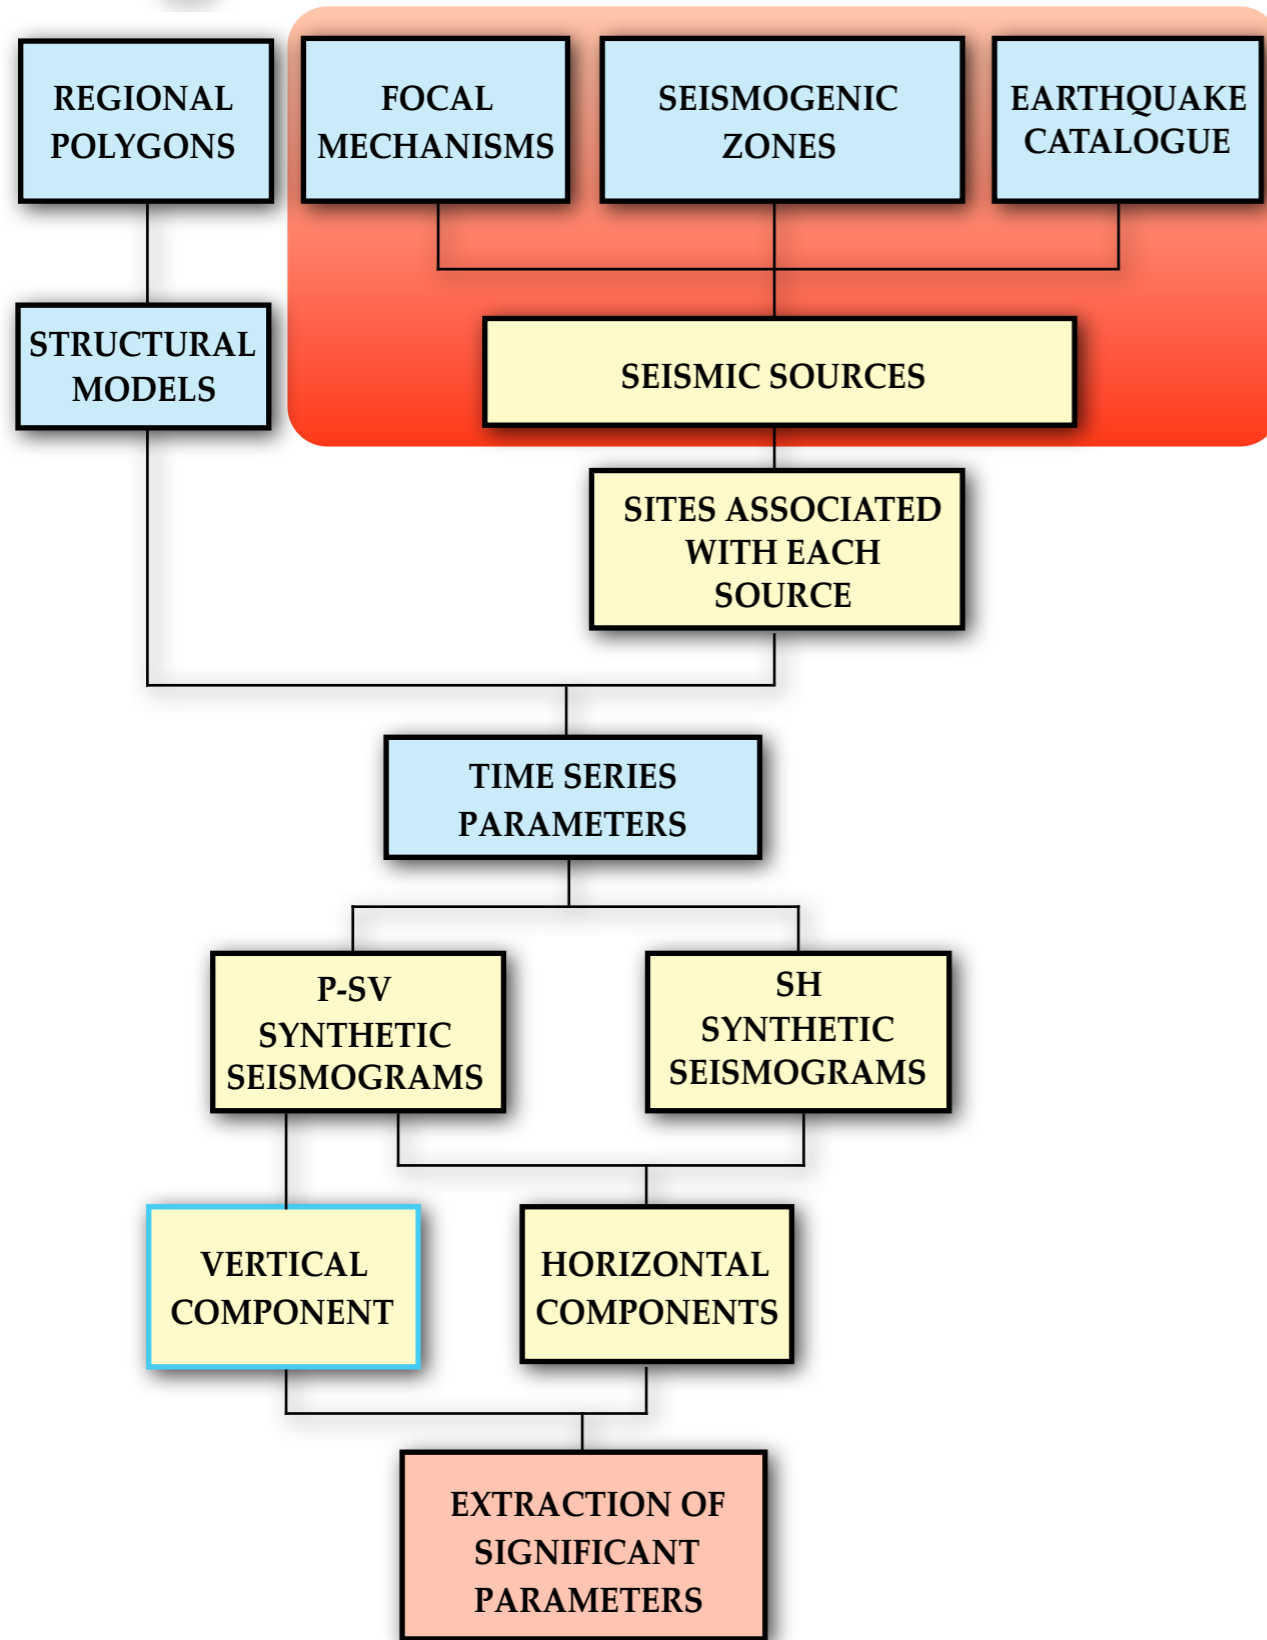 REGIONAL
POLYGONS
FOCAL
MECHANISMS
SEISMOGENIC
ZONES
EARTHQUAKE
CATALOGUE
STRUCTURAL
MODELS
SEISMIC SOURCES
SITES ASSOCIATED
WITH EACH
SOURCE
TIME SERIES
PARAMETERS
P-SV
SYNTHETIC
SEISMOGRAMS
SH
SYNTHETIC
SEISMOGRAMS
VERTICAL
COMPONENT
HORIZONTAL
COMPONENTS
EXTRACTION OF
SIGNIFICANT
PARAMETERS